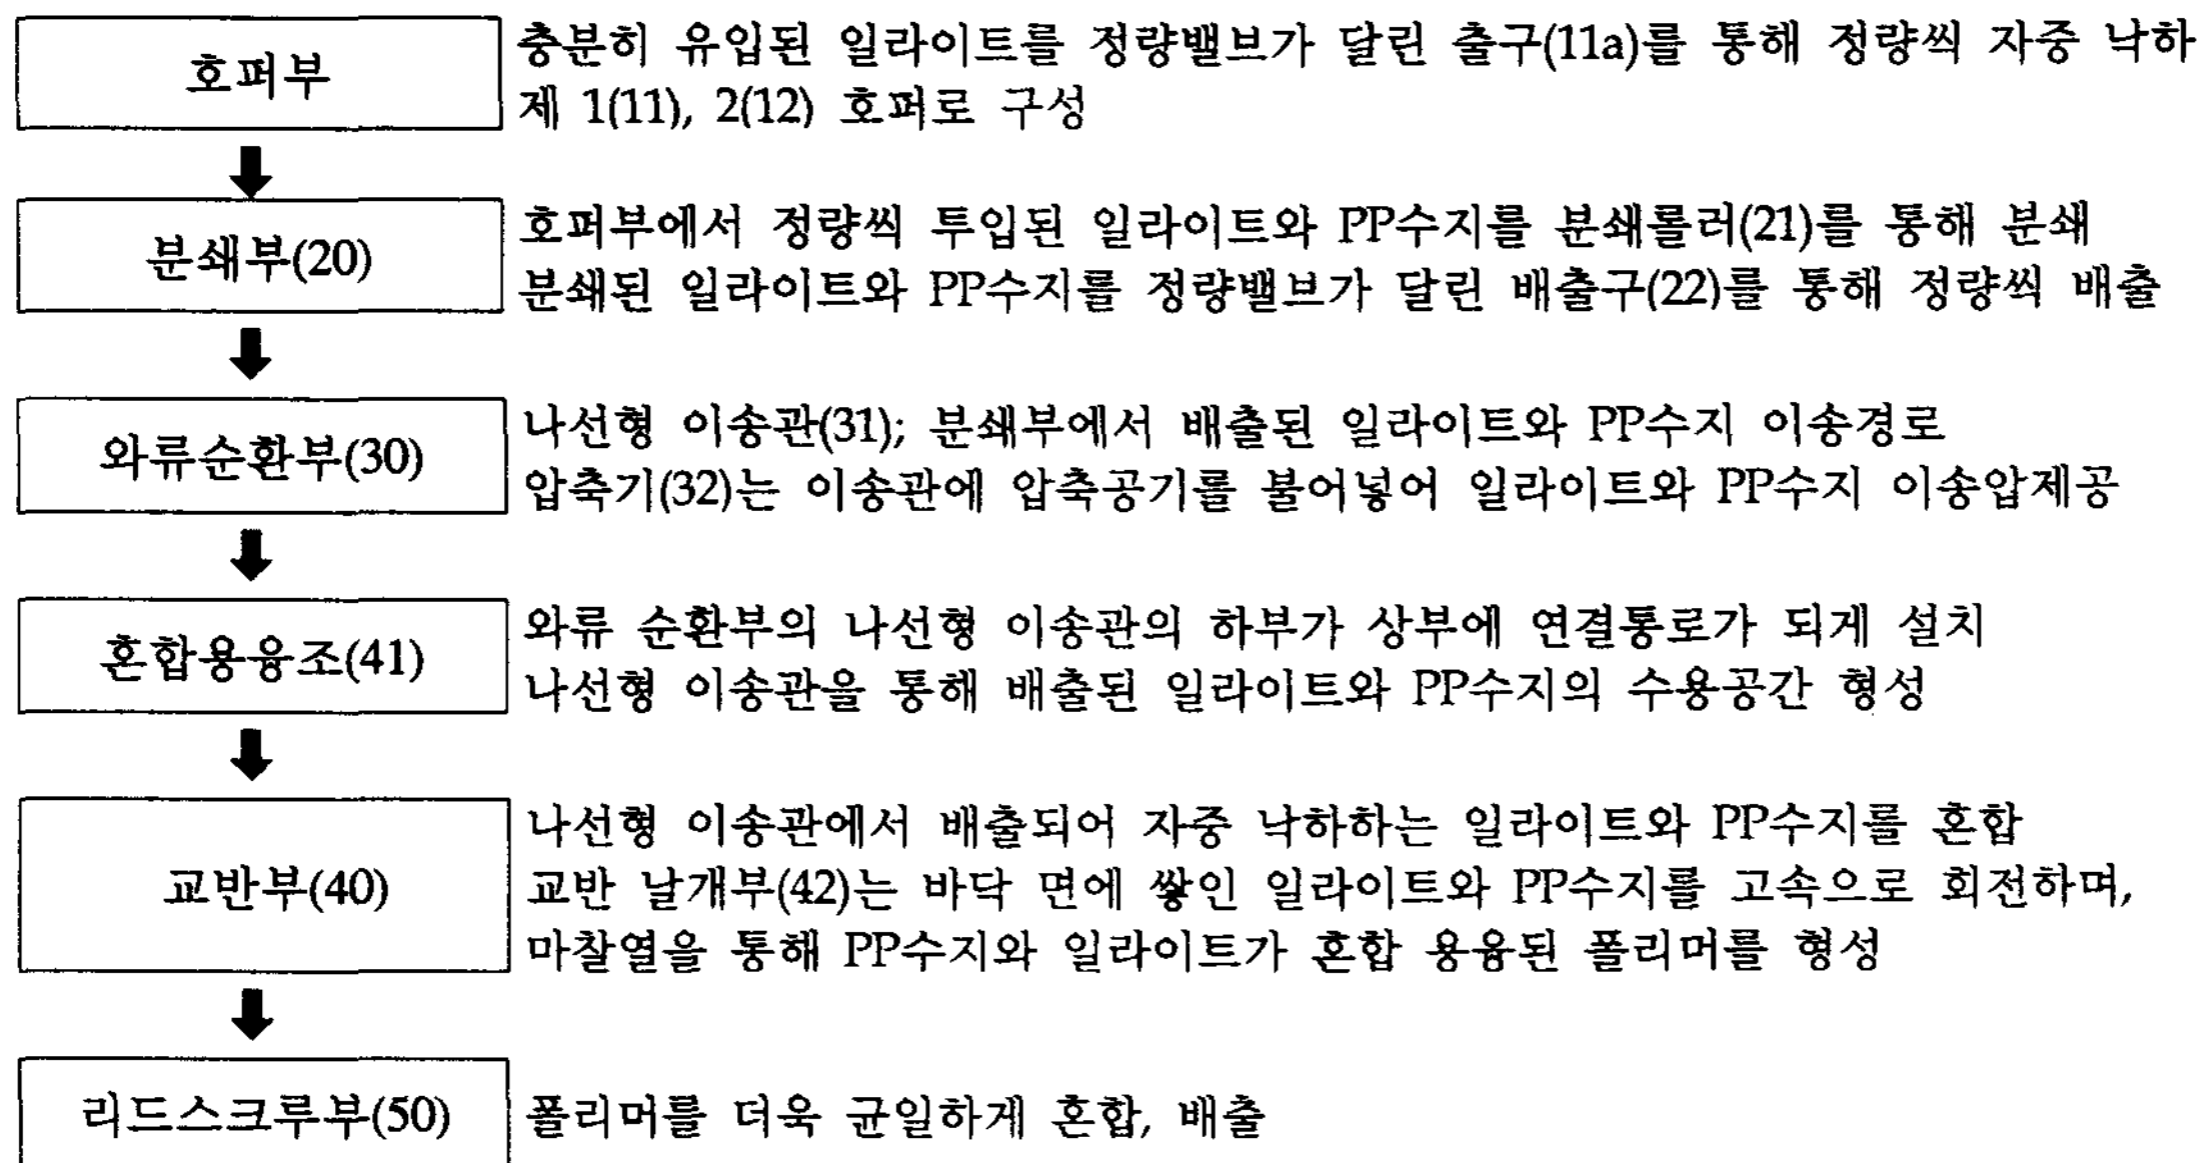 호퍼부
충분히 유입된 일라이트를 정량밸브가 달린 출구(11a)를 통해 정량씩 자중 낙하
제 1(11), 2(12) 호퍼로 구성
분쇄부(20)
호퍼부에서 정량씩 투입된 일라이트와 PP수지를 분쇄롤러(21)를 통해 분쇄
분쇄된 일라이트와 PP수지를 정량밸브가 달린 배출구(22)를 통해 정량씩 배출
와류순환부(30)
나선형 이송관(31); 분쇄부에서 배출된 일라이트와 PP수지 이송경로
압축기(32)는 이송관에 압축공기를 불어넣어 일라이트와 PP수지 이송압제공
혼합용융조(41)
와류 순환부의 나선형 이송관의 하부가 상부에 연결통로가 되게 설치
나선형 이송관을 통해 배출된 일라이트와 PP수지의 수용공간 형성
교반부(40)
나선형 이송관에서 배출되어 자중 낙하하는 일라이트와 PP수지를 혼합
교반 날개부(42)는 바닥 면에 쌓인 일라이트와 PP수지를 고속으로 회전하며,
마찰열을 통해 PP수지와 일라이트가 혼합 용융된 폴리머를 형성
리드스크루부(50)
폴리머를 더욱 균일하게 혼합, 배출